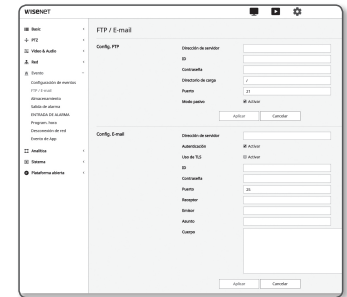 WISENET
Basic
PTZ
Video & Audio
Red
Evento
Configuración de eventos
FTP / E-mail
Almacenamiento
Salida de alarma
ENTRADA DE ALARMA
Program. hora
Desconexión de red
Evento de App
Analítica
Sistema
Plataforma abierta
FTP / E-mail
Config. FTP
Dirección de servidor
ID
Contraseña
Directorio de carga /
Puerto 21
Modo pasivo Activar
Aplicar Cancelar
Config. E-mail
Dirección de servidor
Autenticación Activar
Uso de TLS Activar
ID
Contraseña
Puerto 25
Receptor
Emisor
Asunto
Cuerpo
Aplicar Cancelar